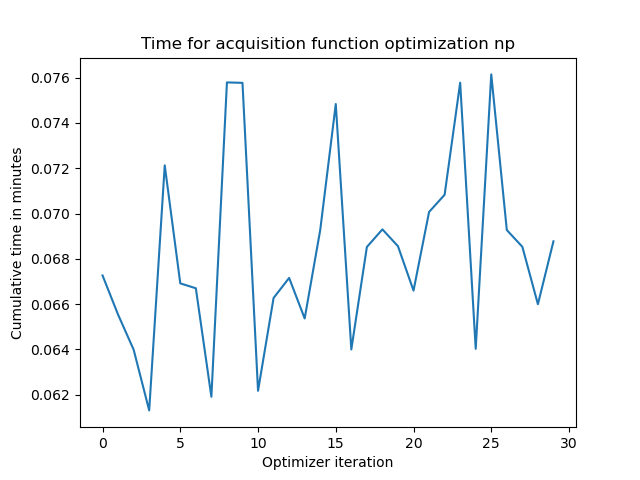 Time for acquisition function optimization np
Cumulative time in minutes
0.076
0.074
0.072
0.070
0.068
0.066
0.064
0.062
0 5 10 15 20 25 30
Optimizer iteration